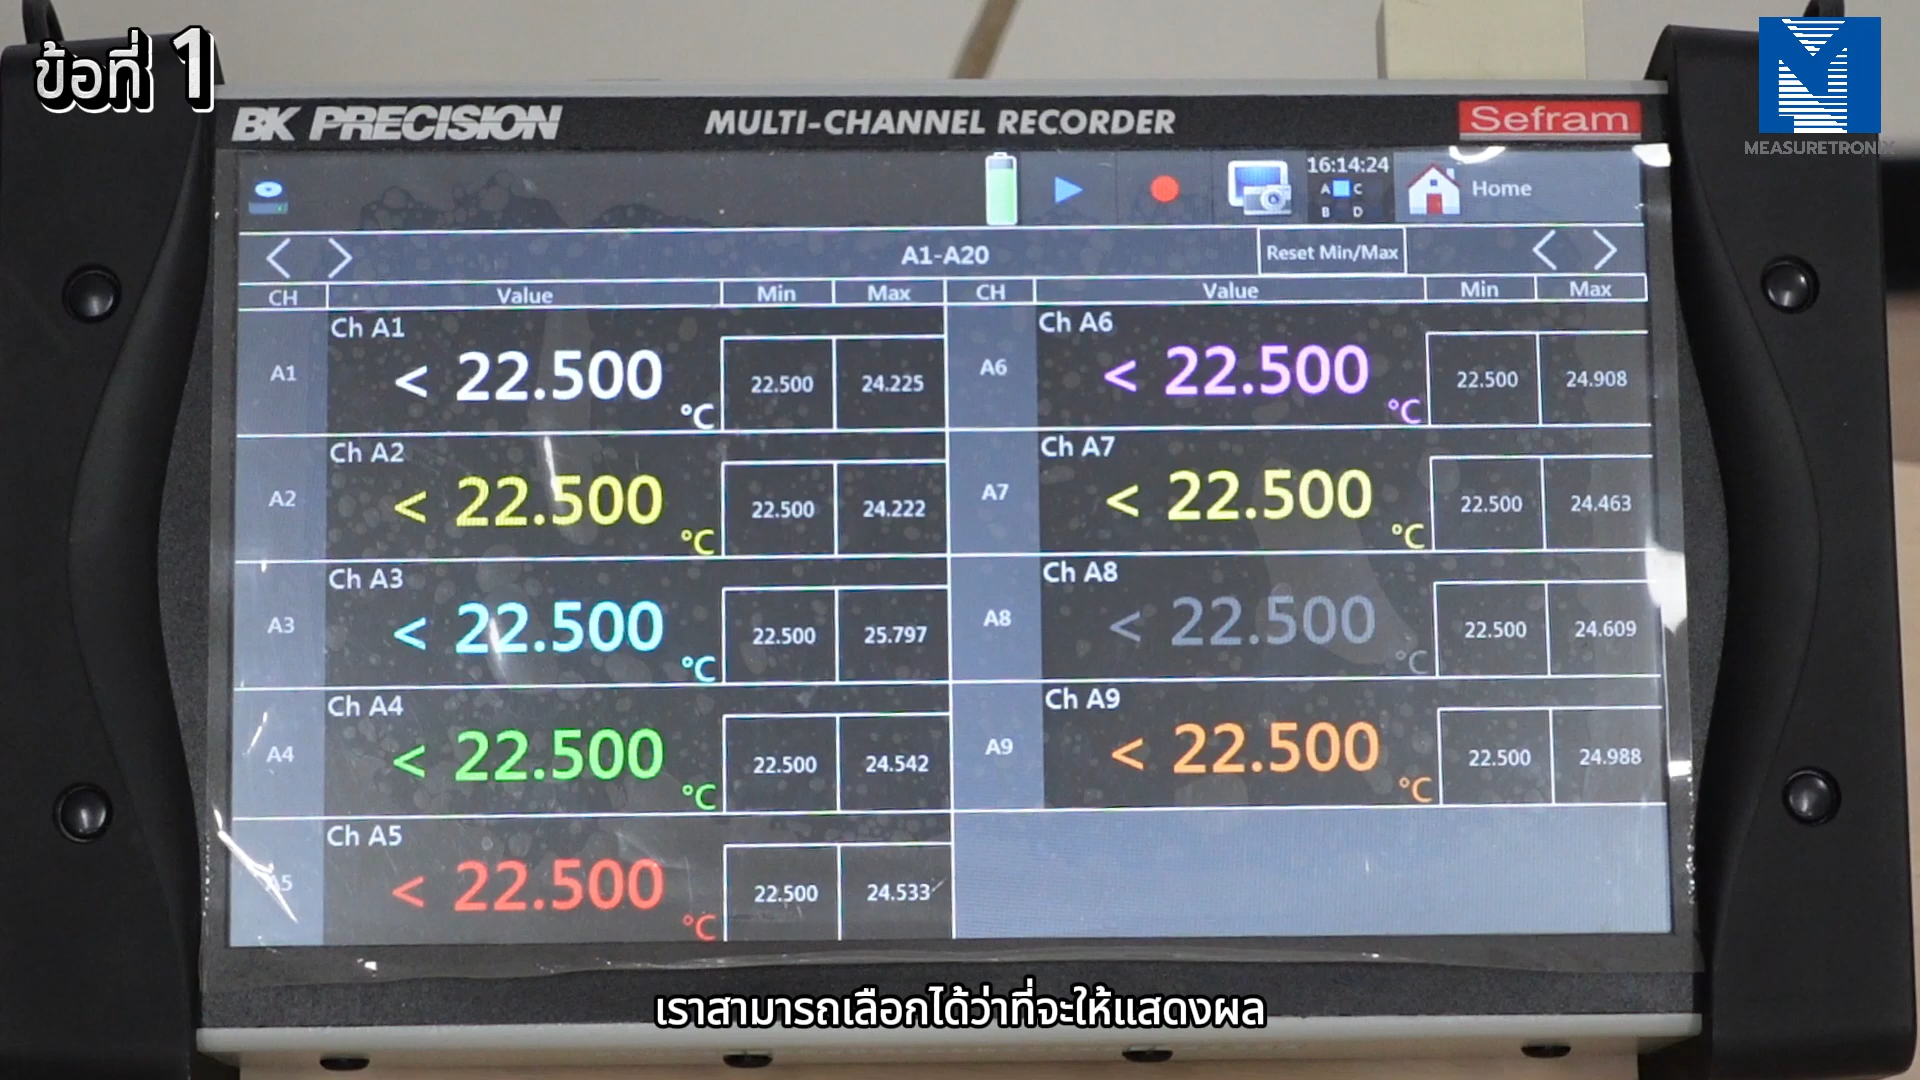 ข้อที่ 1
MEASURETRONIX
BK PRECISION MULTI-CHANNEL RECORDER Sefram
16:14:24
A C
B D
Home
A1-A20 Reset Min/Max
CH Value Min Max CH Value Min Max
Ch A1
A1 < 22.500 °C 22.500 24.225
Ch A2
A2 < 22.500 °C 22.500 24.222
Ch A3
A3 < 22.500 °C 22.500 25.797
Ch A4
A4 < 22.500 °C 22.500 24.542
Ch A5
A5 < 22.500 °C 22.500 24.533
Ch A6
A6 < 22.500 °C 22.500 24.908
Ch A7
A7 < 22.500 °C 22.500 24.463
Ch A8
A8 < 22.500 °C 22.500 24.609
Ch A9
A9 < 22.500 °C 22.500 24.988
เราสามารถเลือกได้ว่าที่จะให้แสดงผล